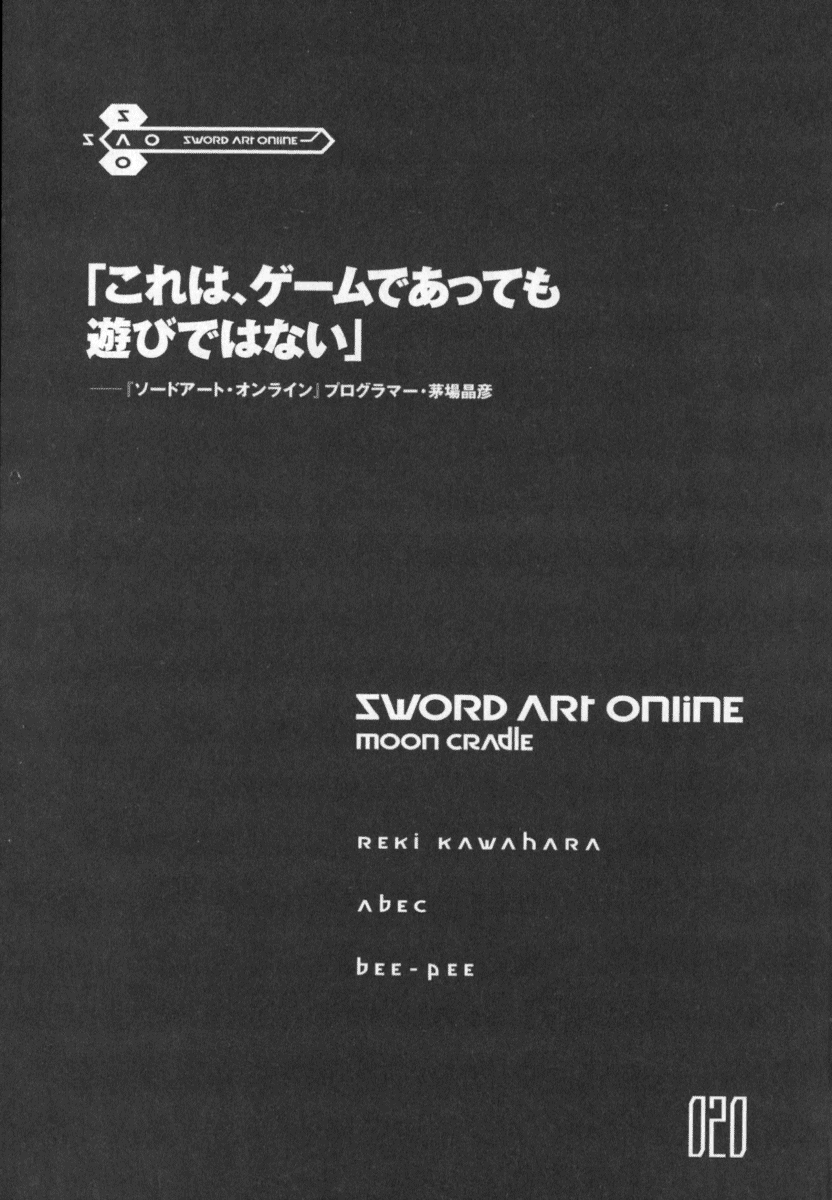 S
S A O SWORD ART ONLINE
O
「これは、ゲームであっても
遊びではない」
――『ソードアート・オンライン』プログラマー・茅場晶彦
SWORD ART ONLINE
MOON CRADLE
REKI KAWAHARA
ABEC
BEE-PEE
020